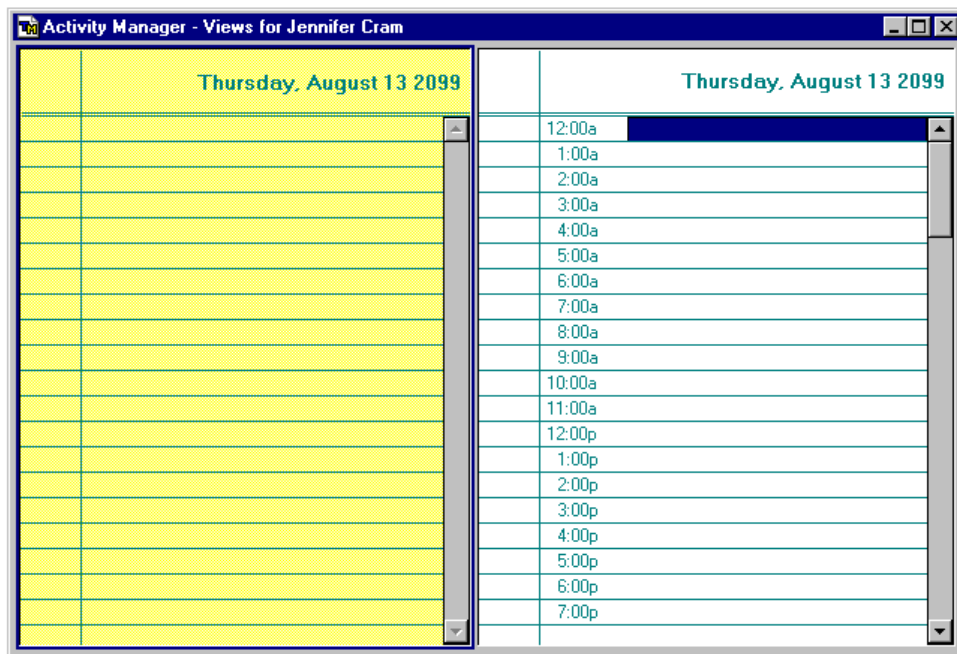 TM Activity Manager - Views for Jennifer Cram
Thursday, August 13 2099
Thursday, August 13 2099
12:00a
1:00a
2:00a
3:00a
4:00a
5:00a
6:00a
7:00a
8:00a
9:00a
10:00a
11:00a
12:00p
1:00p
2:00p
3:00p
4:00p
5:00p
6:00p
7:00p